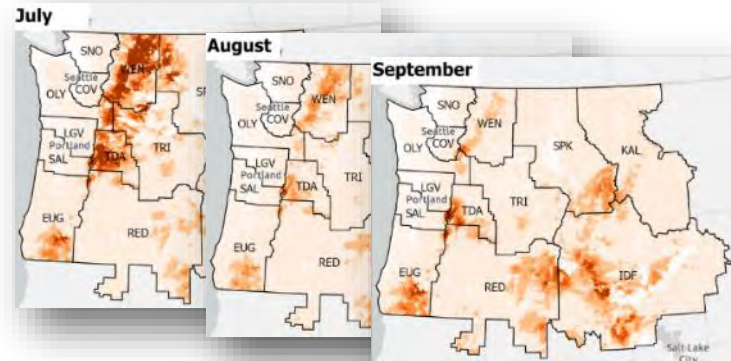 July
SNO
WEN
Seattle
OLY
COV
LGV
Portland
SAL
TDA
TRI
EUG
RED
August
SNO
WEN
Seattle
OLY
COV
LGV
Portland
SAL
TDA
TRI
EUG
RED
September
SNO
WEN
Seattle
OLY
COV
SPK
KAL
LGV
Portland
SAL
TDA
TRI
EUG
RED
IDF
Salt Lake
City